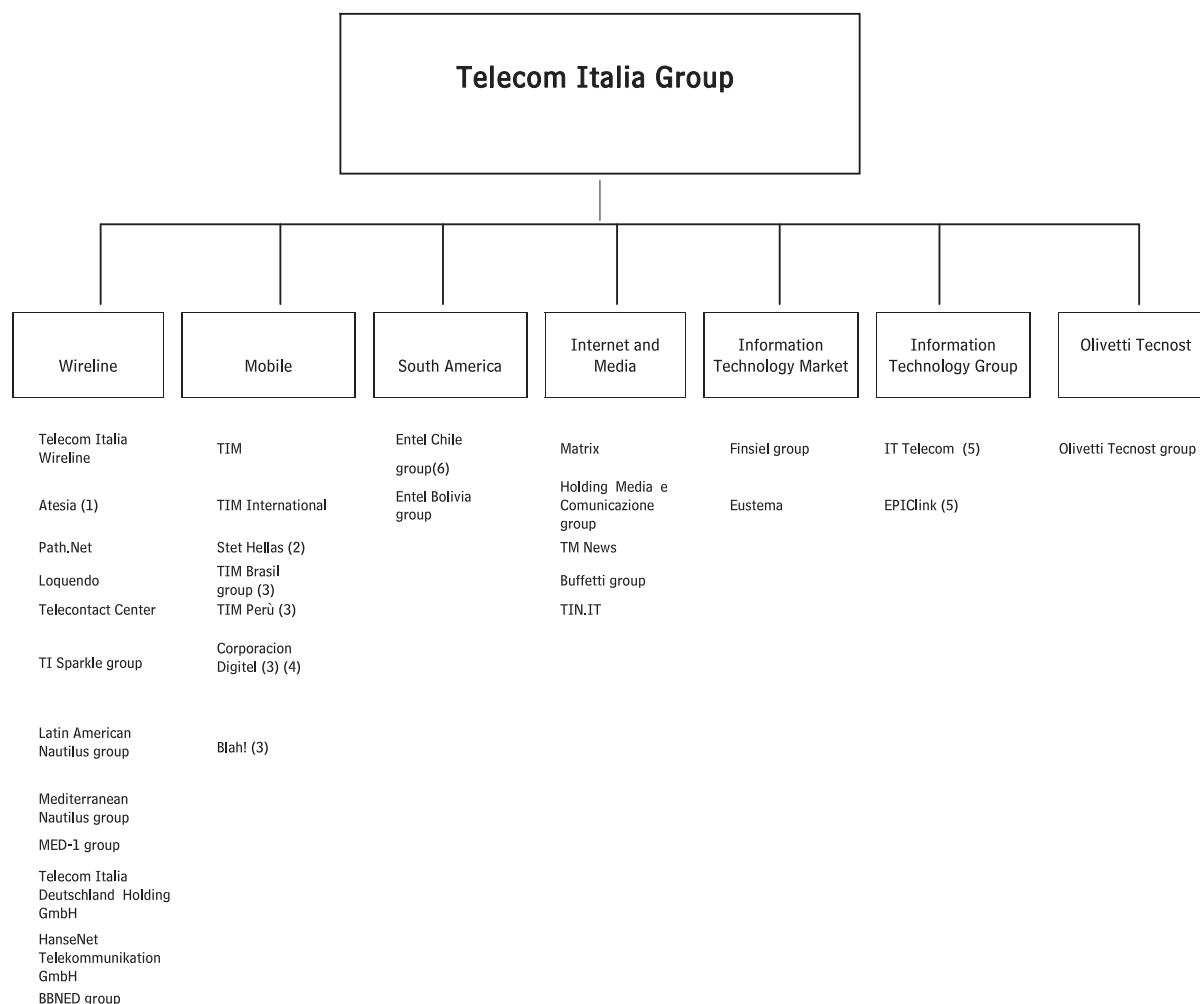 Telecom Italia Group
Wireline
Mobile
South America
Internet and
Media
Information
Technology Market
Information
Technology Group
Olivetti Tecnost
Telecom Italia
Wireline
Atesia (1)
Path.Net
Loquendo
Telecontact Center
TI Sparkle group
Latin American
Nautilus group
Mediterranean
Nautilus group
MED-1 group
Telecom Italia
Deutschland Holding
GmbH
HanseNet
Telekommunikation
GmbH
BBNED group
TIM
TIM International
Stet Hellas (2)
TIM Brasil
group (3)
TIM Perù (3)
Corporacion
Digitel (3) (4)
Blah! (3)
Entel Chile
group(6)
Entel Bolivia
group
Matrix
Holding Media e
Comunicazione
group
TM News
Buffetti group
TIN.IT
Finsiel group
Eustema
IT Telecom (5)
EPIClink (5)
Olivetti Tecnost group